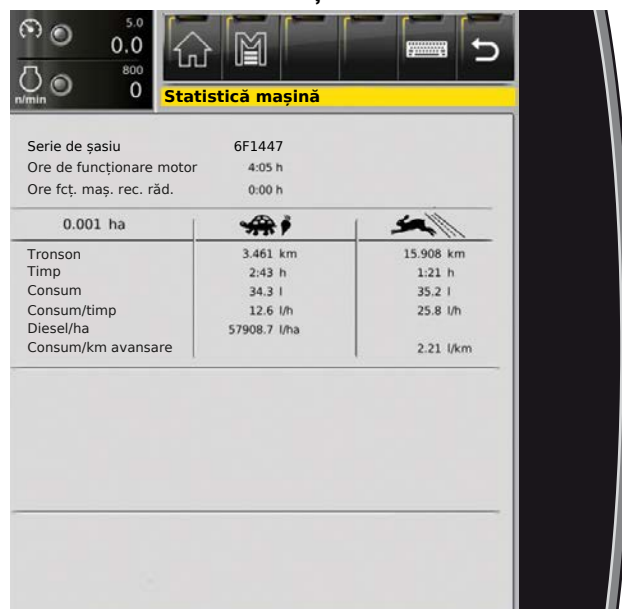 5.0
0.0
800
0
n/min
Statistică mașină
Serie de șasiu 6F1447
Ore de funcționare motor 4:05 h
Ore fcț. maș. rec. răd. 0:00 h
0.001 ha
Tronson 3.461 km 15.908 km
Timp 2:43 h 1:21 h
Consum 34.3 l 35.2 l
Consum/timp 12.6 l/h 25.8 l/h
Diesel/ha 57908.7 l/ha
Consum/km avansare 2.21 l/km